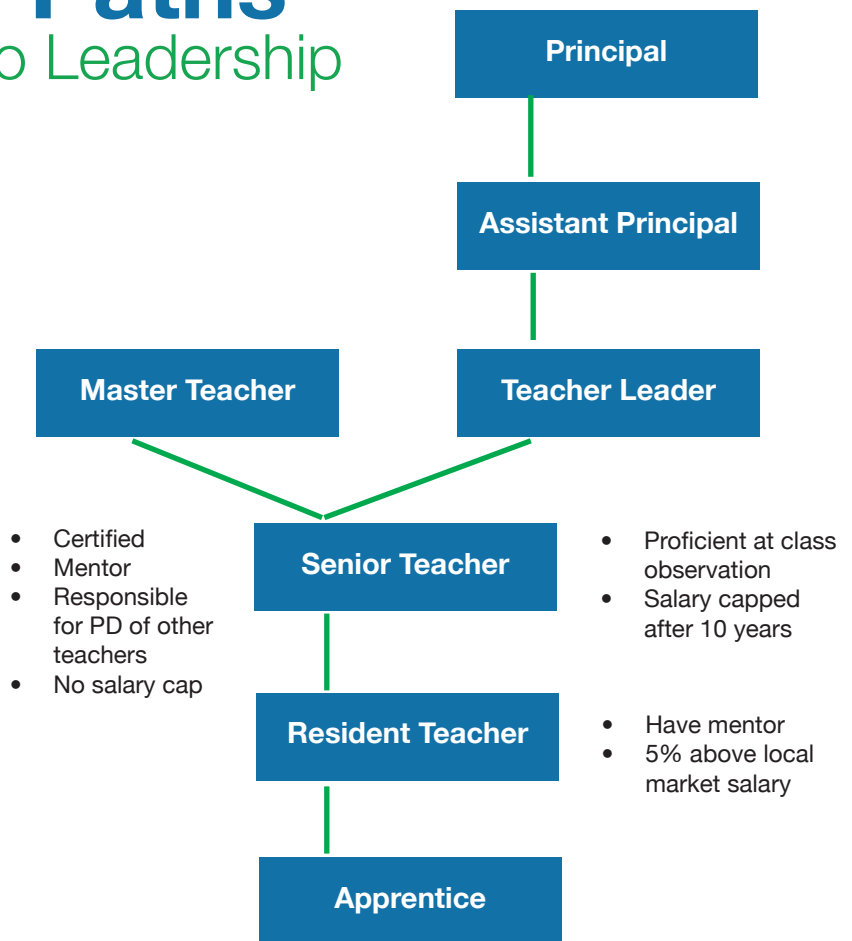 Paths
o Leadership
Principal
Assistant Principal
Master Teacher
Teacher Leader
• Certified
• Mentor
• Responsible
for PD of other
teachers
• No salary cap
Senior Teacher
• Proficient at class
observation
• Salary capped
after 10 years
Resident Teacher
• Have mentor
• 5% above local
market salary
Apprentice